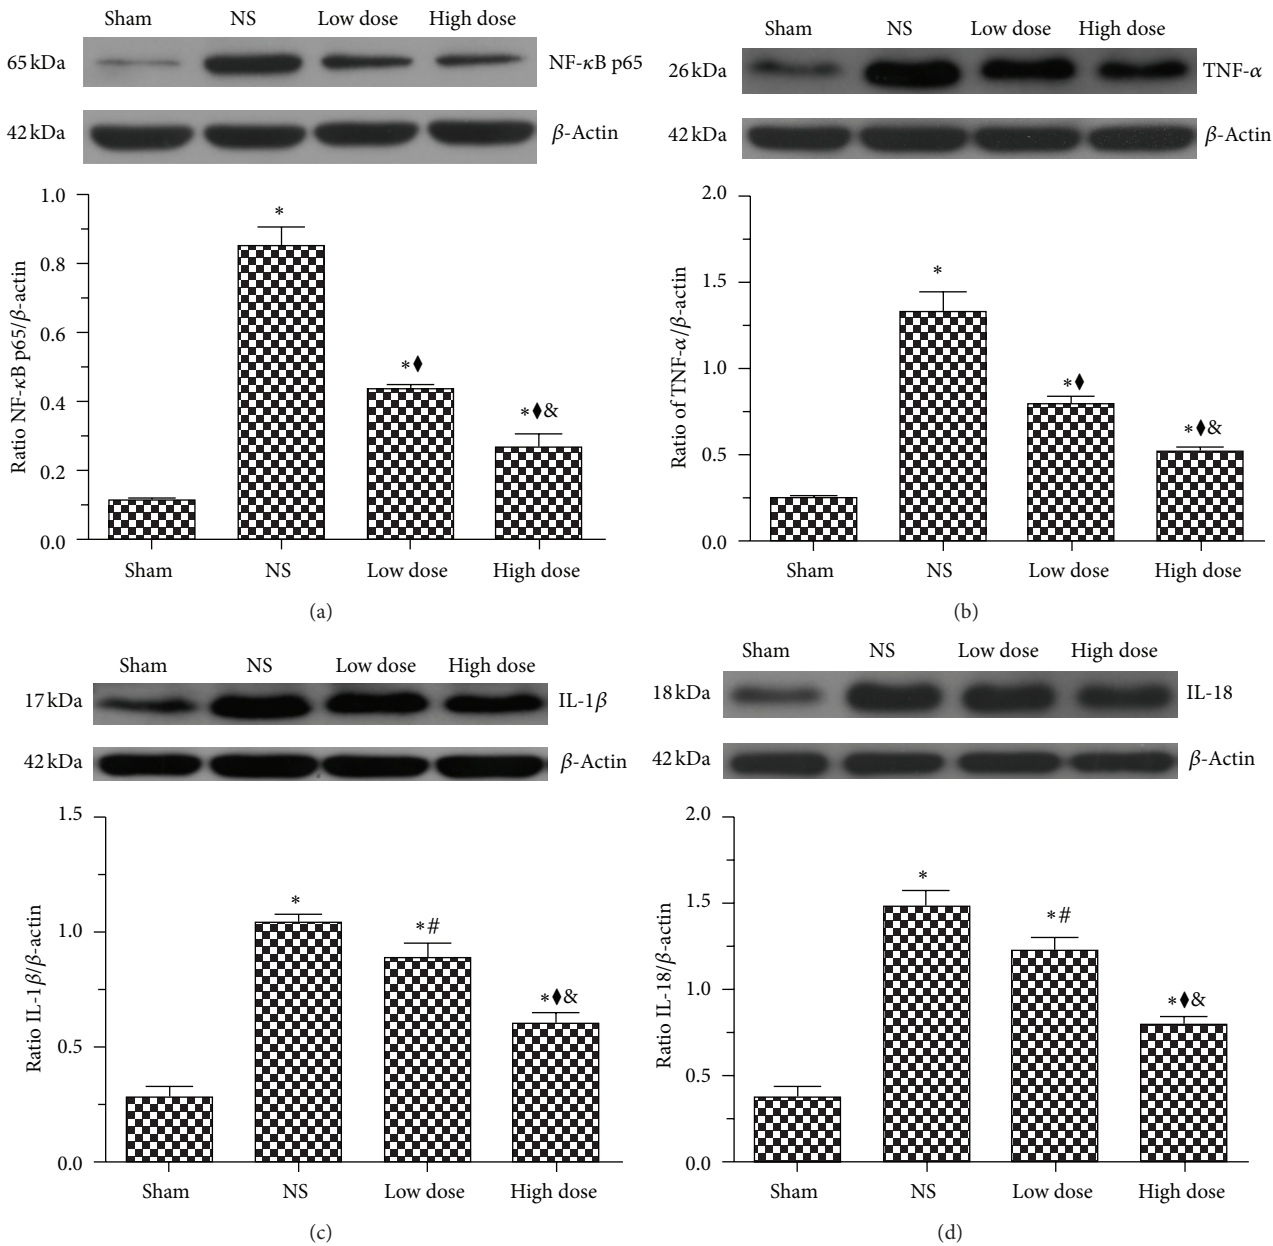 Sham NS Low dose High dose
65 kDa NF-κB p65
42 kDa β-Actin
1.0
0.8
0.6
0.4
0.2
0.0
Ratio NF-κB p65/β-actin
*
*♦
*♦&
Sham NS Low dose High dose
(a)
Sham NS Low dose High dose
26 kDa TNF-α
42 kDa β-Actin
2.0
1.5
1.0
0.5
0.0
Ratio of TNF-α/β-actin
*
*♦
*♦&
Sham NS Low dose High dose
(b)
Sham NS Low dose High dose
17 kDa IL-1β
42 kDa β-Actin
1.5
1.0
0.5
0.0
Ratio IL-1β/β-actin
*
*#
*♦&
Sham NS Low dose High dose
(c)
Sham NS Low dose High dose
18 kDa IL-18
42 kDa β-Actin
2.0
1.5
1.0
0.5
0.0
Ratio IL-18/β-actin
*
*#
*♦&
Sham NS Low dose High dose
(d)